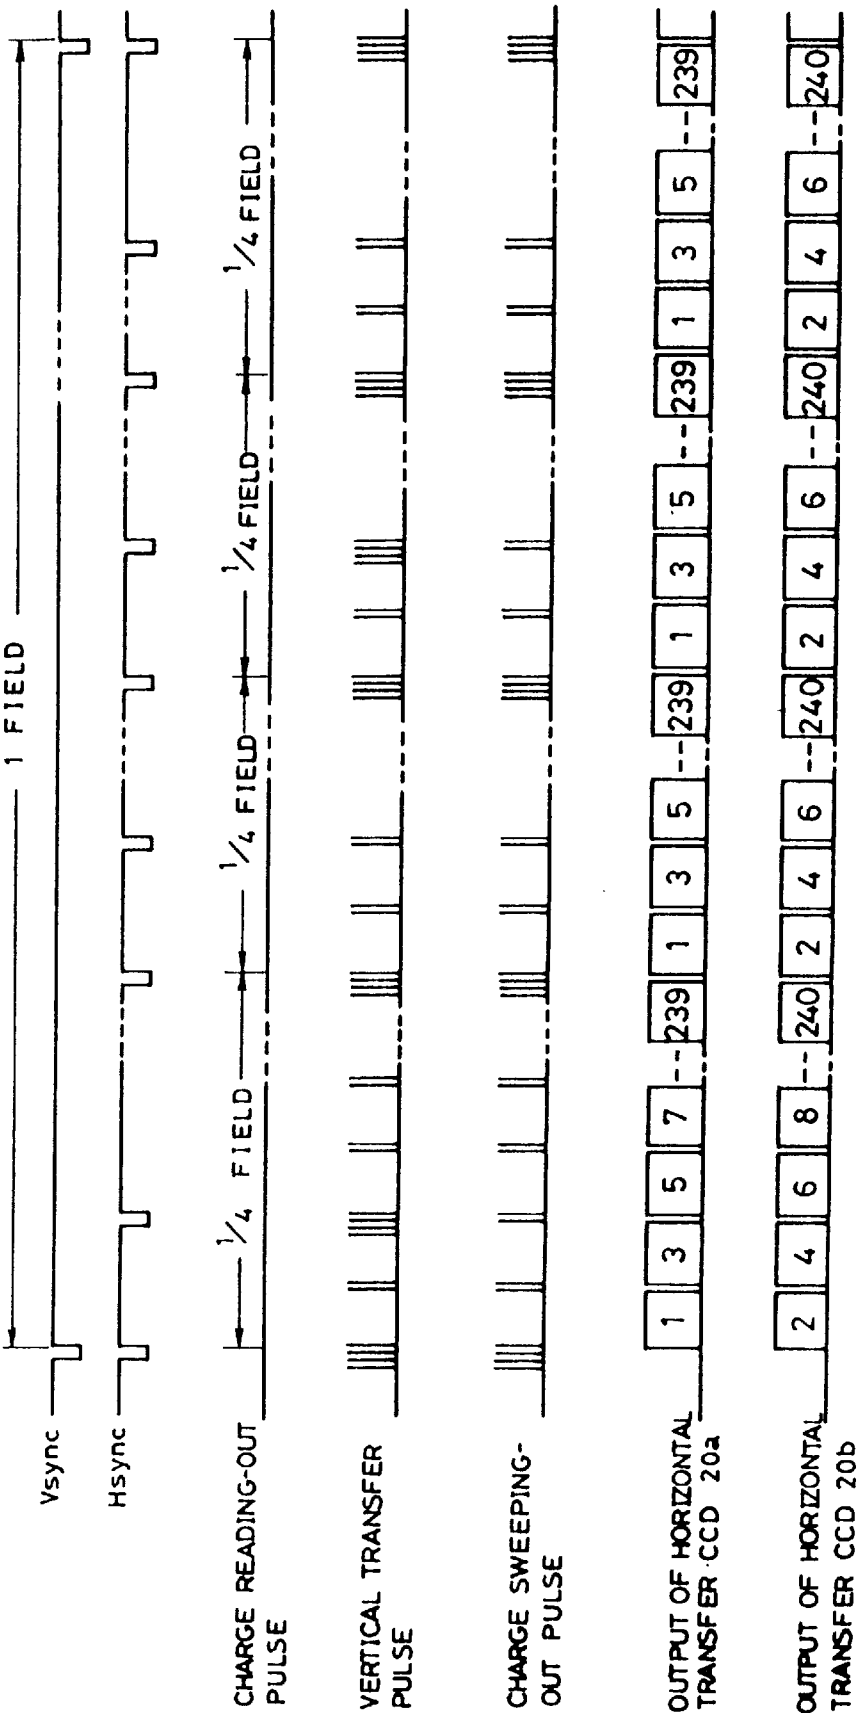 1 FIELD
Vsync
Hsync
1/4 FIELD 1/4 FIELD 1/4 FIELD 1/4 FIELD
CHARGE READING-OUT
PULSE
VERTICAL TRANSFER
PULSE
CHARGE SWEEPING-
OUT PULSE
1 3 5 7 -- 239 1 3 5 -- 239 1 3 5 -- 239 1 3 5 -- 239
OUTPUT OF HORIZONTAL
TRANSFER CCD 20a
2 4 6 8 -- 240 2 4 6 -- 240 2 4 6 -- 240 2 4 6 -- 240
OUTPUT OF HORIZONTAL
TRANSFER CCD 20b